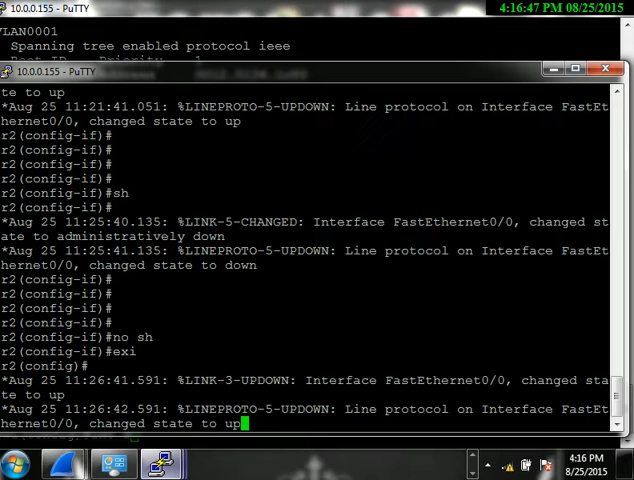 10.0.0.155 - PuTTY
4:16:47 PM 08/25/2015
VLAN0001
Spanning tree enabled protocol ieee
10.0.0.155 - PuTTY
te to up
*Aug 25 11:21:41.051: %LINEPROTO-5-UPDOWN: Line protocol on Interface FastEt
hernet0/0, changed state to up
r2(config-if)#
r2(config-if)#
r2(config-if)#
r2(config-if)#
r2(config-if)#sh
r2(config-if)#
*Aug 25 11:25:40.135: %LINK-5-CHANGED: Interface FastEthernet0/0, changed st
ate to administratively down
*Aug 25 11:25:41.135: %LINEPROTO-5-UPDOWN: Line protocol on Interface FastEt
hernet0/0, changed state to down
r2(config-if)#
r2(config-if)#
r2(config-if)#
r2(config-if)#
r2(config-if)#no sh
r2(config-if)#exi
r2(config)#
*Aug 25 11:26:41.591: %LINK-3-UPDOWN: Interface FastEthernet0/0, changed sta
te to up
*Aug 25 11:26:42.591: %LINEPROTO-5-UPDOWN: Line protocol on Interface FastEt
hernet0/0, changed state to up
4:16 PM
8/25/2015